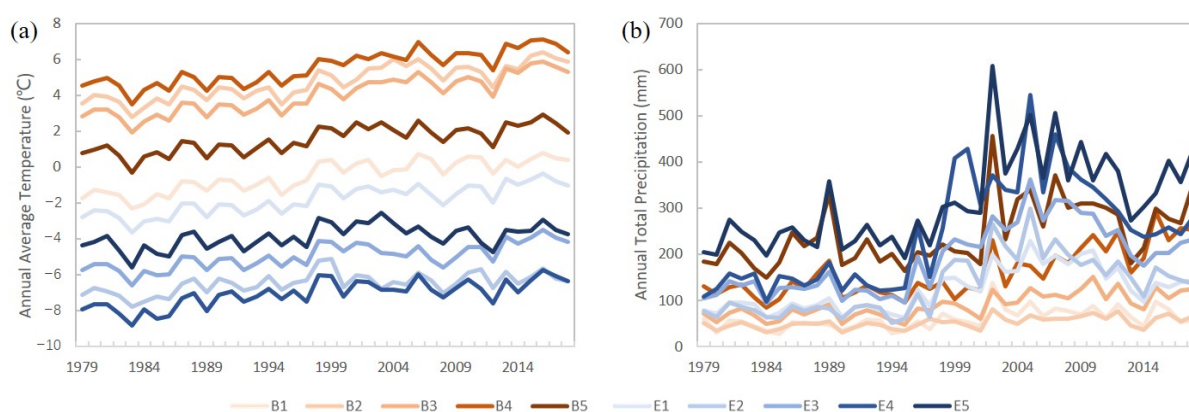 (a)
Annual Average Temperature (℃)
8
6
4
2
0
−2
−4
−6
−8
−10
1979 1984 1989 1994 1999 2004 2009 2014
(b)
Annual Total Precipitation (mm)
700
600
500
400
300
200
100
0
1979 1984 1989 1994 1999 2004 2009 2014
B1 B2 B3 B4 B5 E1 E2 E3 E4 E5